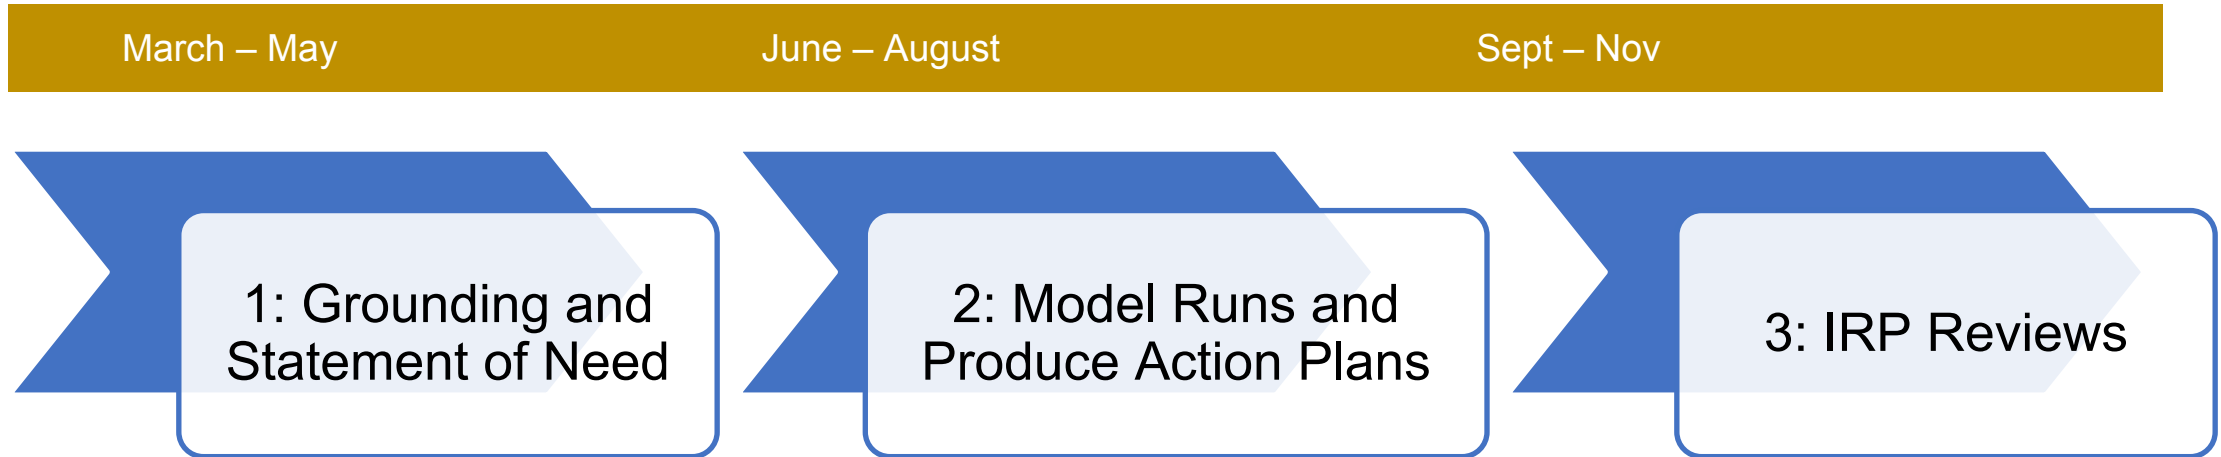 March – May
June – August
Sept – Nov
1: Grounding and
Statement of Need
2: Model Runs and
Produce Action Plans
3: IRP Reviews